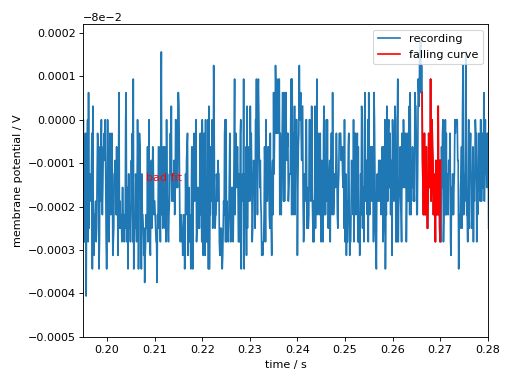 −8e−2
0.0002
0.0001
0.0000
−0.0001
−0.0002
−0.0003
−0.0004
−0.0005
membrane potential / V
recording
falling curve
bad fit
0.20 0.21 0.22 0.23 0.24 0.25 0.26 0.27 0.28
time / s